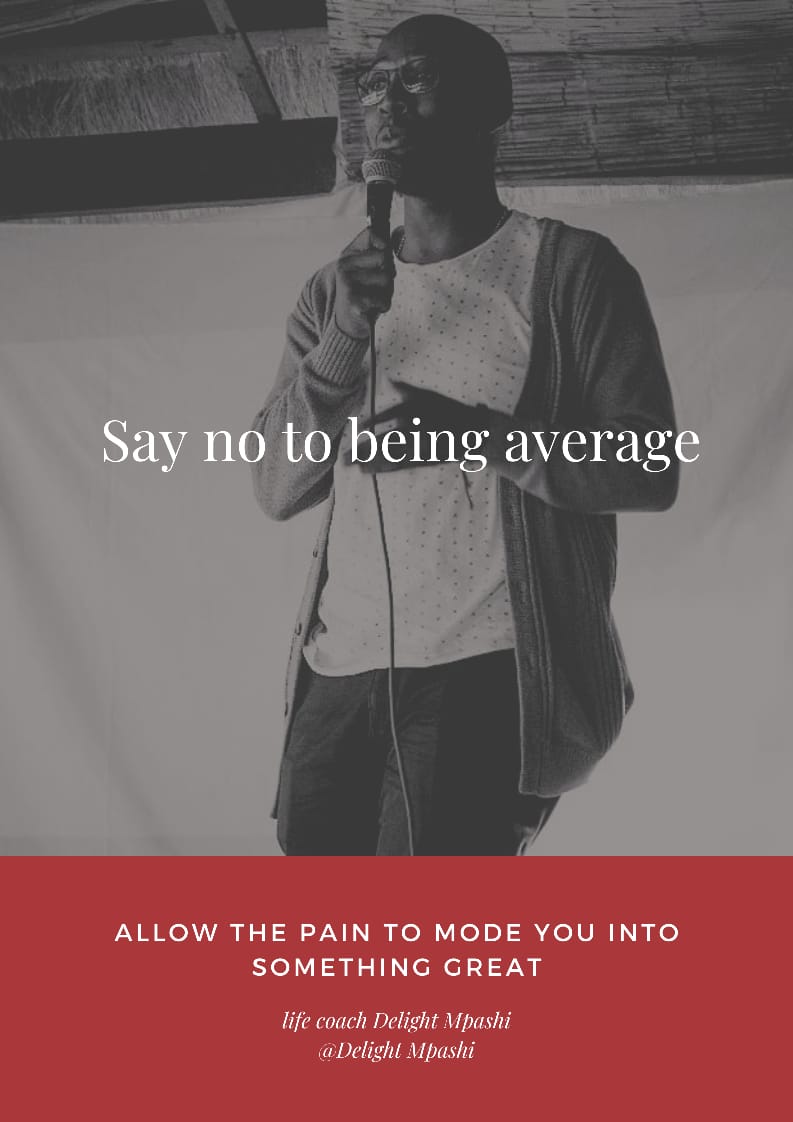 Say no to being average
ALLOW THE PAIN TO MODE YOU INTO
SOMETHING GREAT
life coach Delight Mpashi
@Delight Mpashi